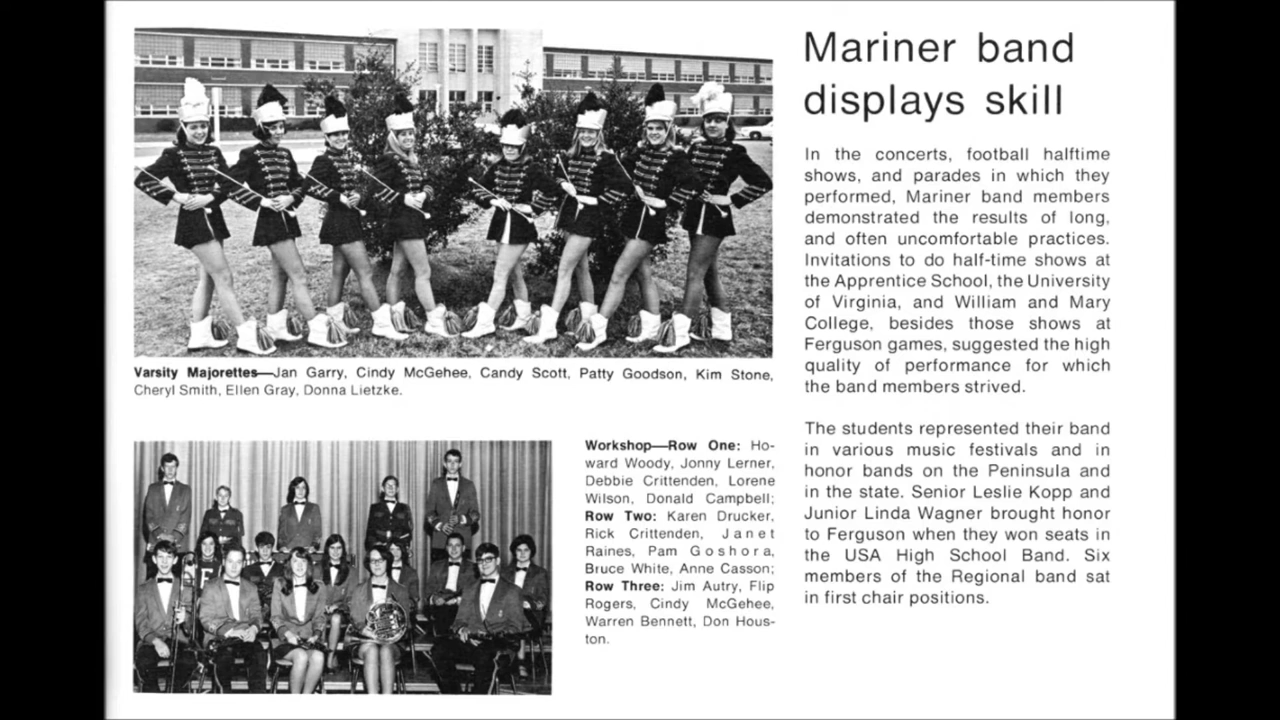 Mariner band
displays skill
In the concerts, football halftime
shows, and parades in which they
performed, Mariner band members
demonstrated the results of long,
and often uncomfortable practices.
Invitations to do half-time shows at
the Apprentice School, the University
of Virginia, and William and Mary
College, besides those shows at
Ferguson games, suggested the high
quality of performance for which
the band members strived.
The students represented their band
in various music festivals and in
honor bands on the Peninsula and
in the state. Senior Leslie Kopp and
Junior Linda Wagner brought honor
to Ferguson when they won seats in
the USA High School Band. Six
members of the Regional band sat
in first chair positions.
Varsity Majorettes—Jan Garry, Cindy McGehee, Candy Scott, Patty Goodson, Kim Stone,
Cheryl Smith, Ellen Gray, Donna Lietzke.
Workshop—Row One: Ho-
ward Woody, Jonny Lerner,
Debbie Crittenden, Lorene
Wilson, Donald Campbell;
Row Two: Karen Drucker,
Rick Crittenden, Janet
Raines, Pam Goshora,
Bruce White, Anne Casson;
Row Three: Jim Autry, Flip
Rogers, Cindy McGehee,
Warren Bennett, Don Hous-
ton.
F